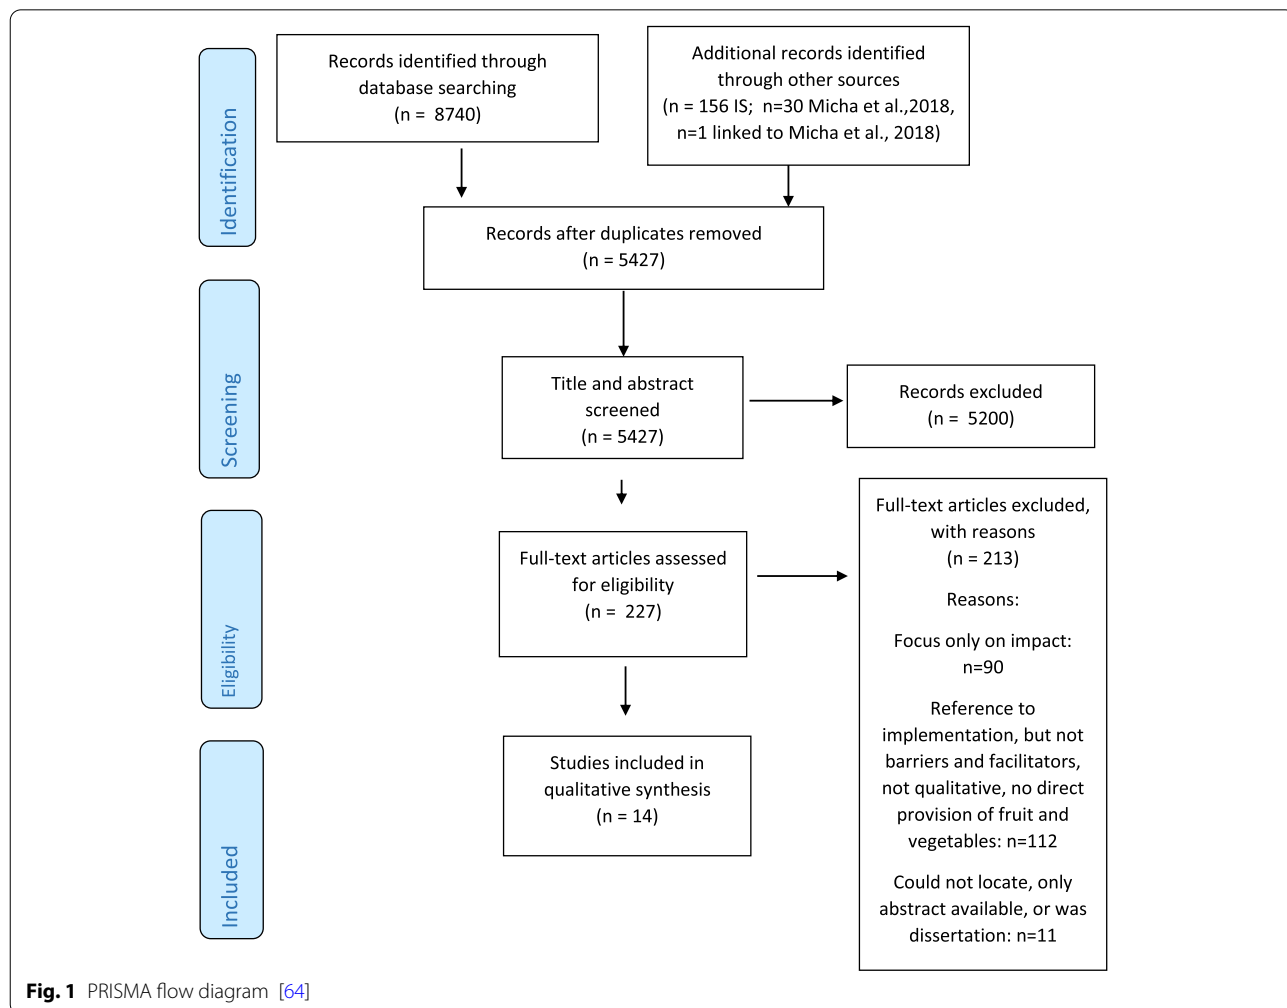 Identification
Records identified through
database searching
(n = 8740)
Additional records identified
through other sources
(n = 156 IS; n=30 Micha et al.,2018,
n=1 linked to Micha et al., 2018)
Records after duplicates removed
(n = 5427)
Screening
Title and abstract
screened
(n = 5427)
Records excluded
(n = 5200)
Eligibility
Full-text articles assessed
for eligibility
(n = 227)
Full-text articles excluded,
with reasons
(n = 213)
Reasons:
Focus only on impact:
n=90
Reference to
implementation, but not
barriers and facilitators,
not qualitative, no direct
provision of fruit and
vegetables: n=112
Could not locate, only
abstract available, or was
dissertation: n=11
Included
Studies included in
qualitative synthesis
(n = 14)
Fig. 1 PRISMA flow diagram [64]